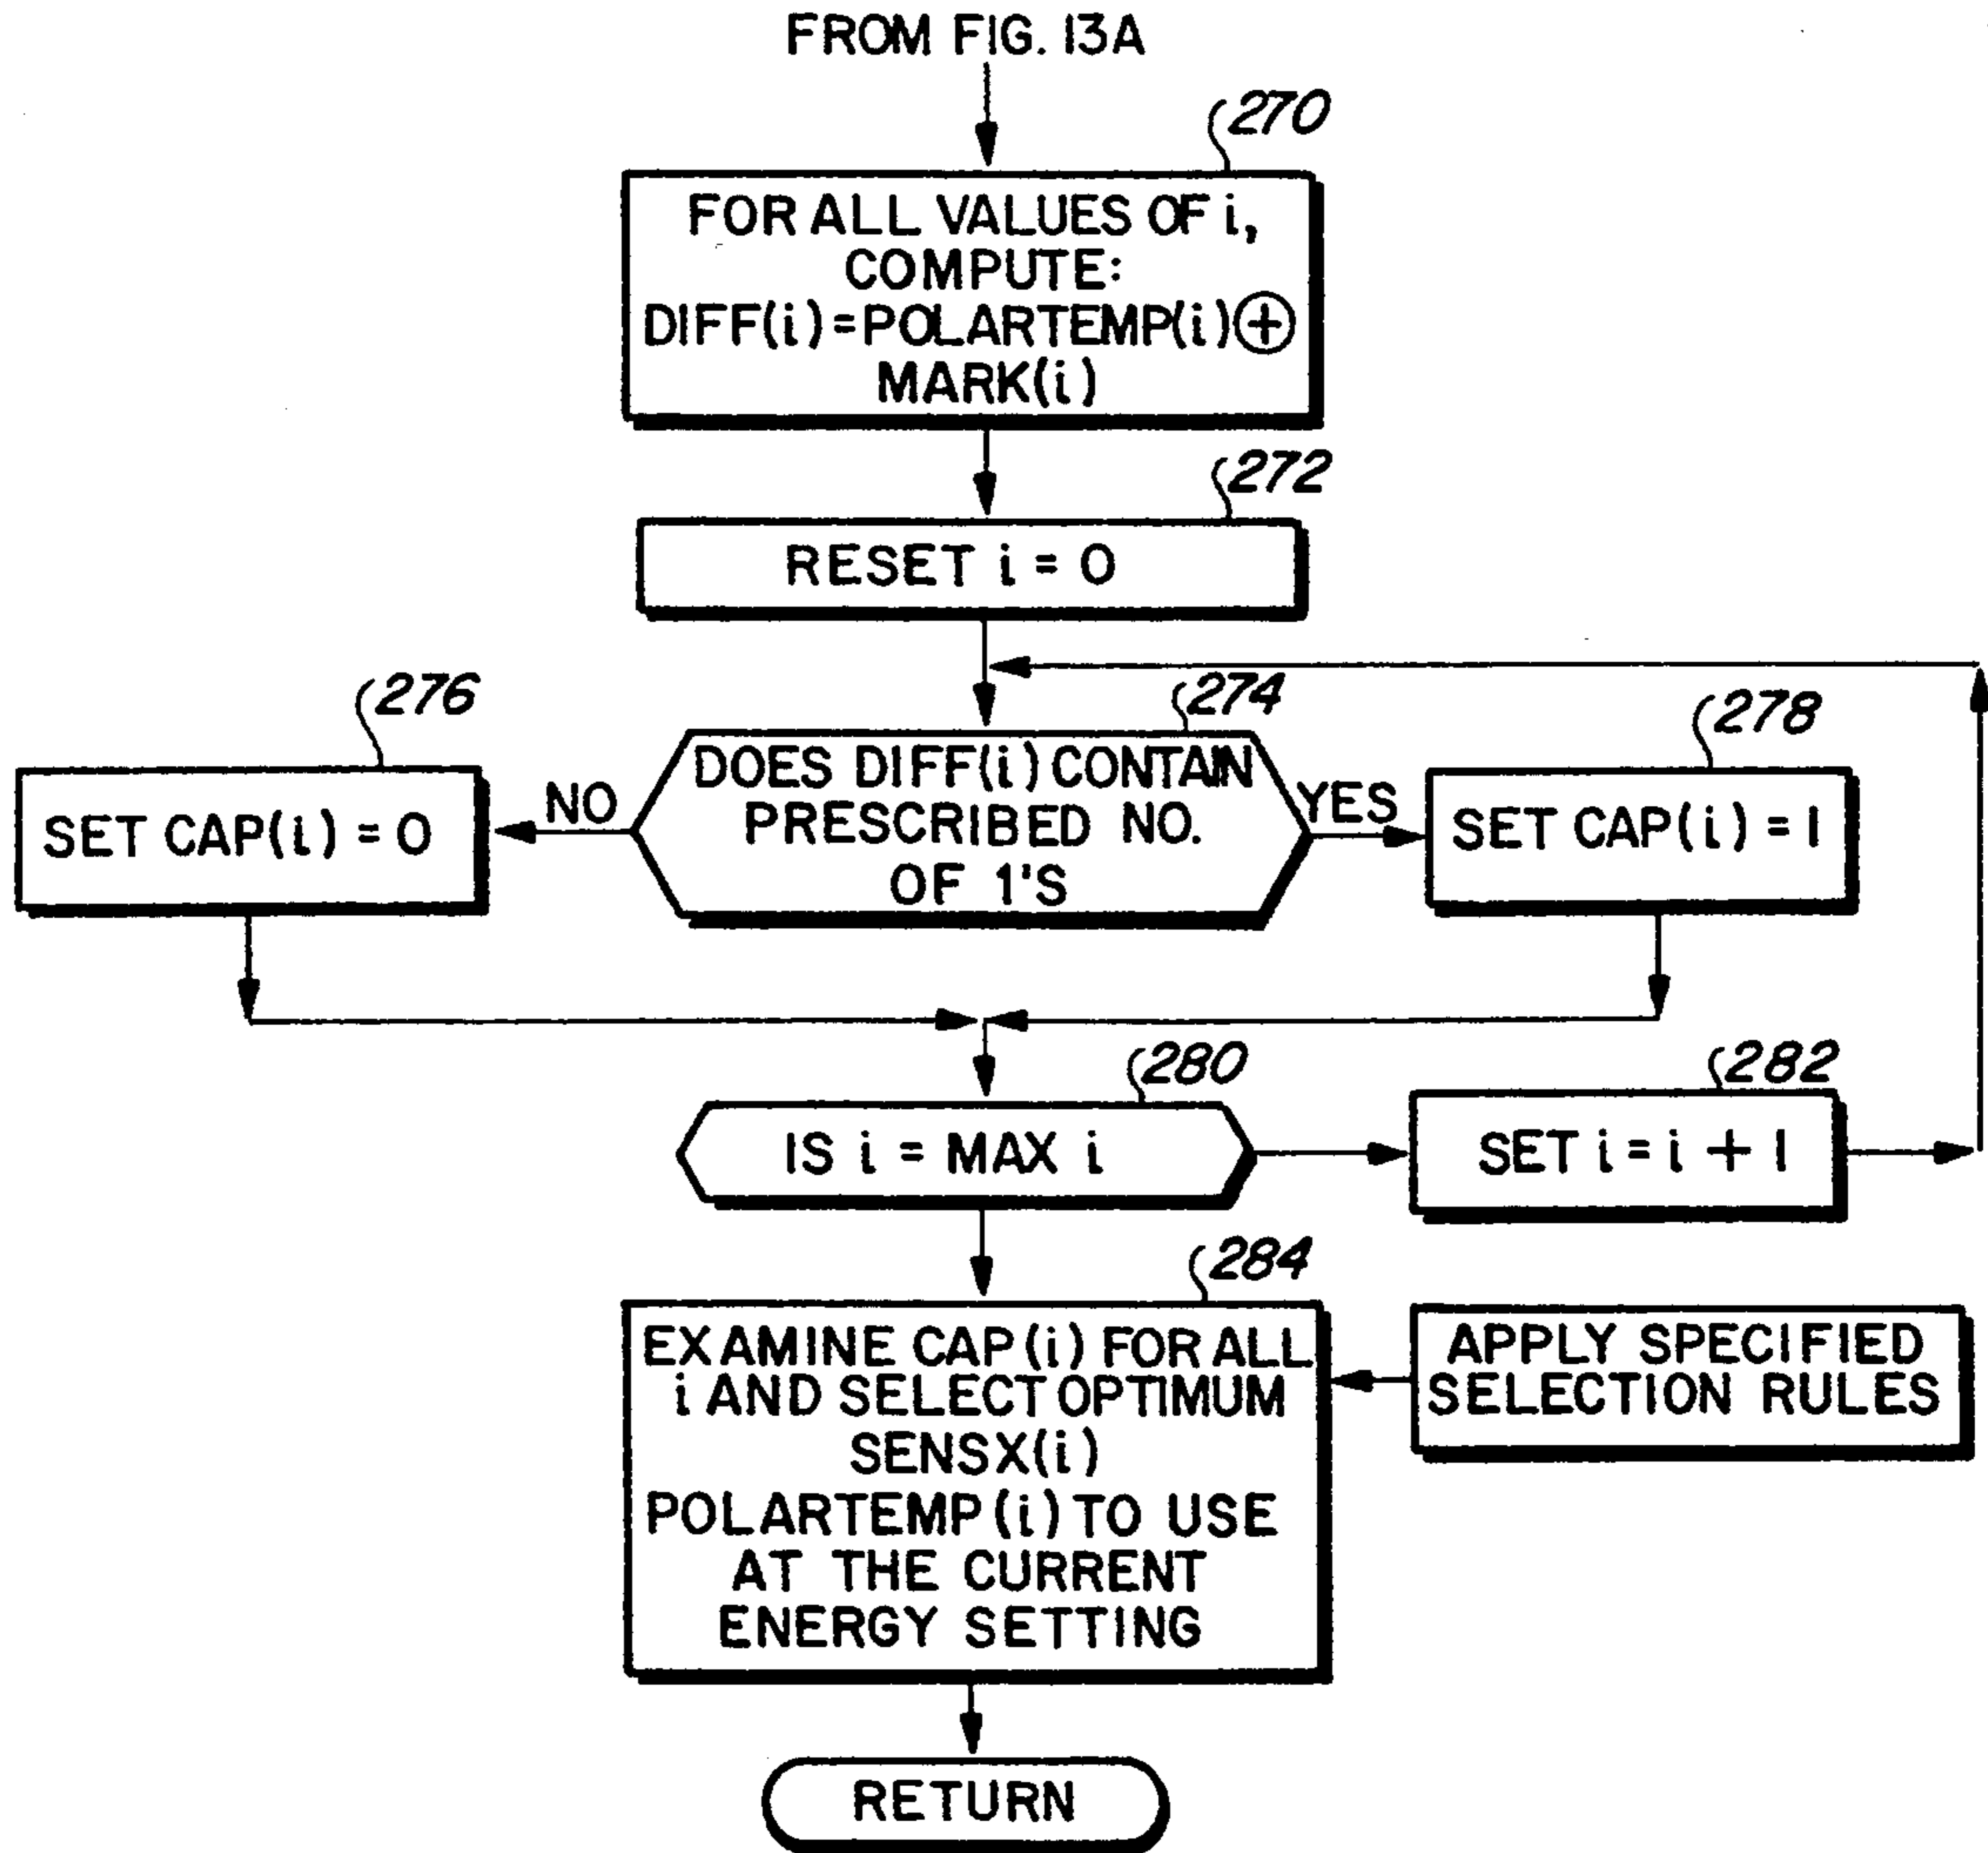 FROM FIG. 13A
270
FOR ALL VALUES OF i,
COMPUTE:
DIFF(i)=POLARTEMP(i)⊕
MARK(i)
272
RESET i = 0
274
DOES DIFF(i) CONTAIN
PRESCRIBED NO.
OF 1'S
NO
YES
276
SET CAP(i) = 0
278
SET CAP(i) = 1
280
IS i = MAX i
282
SET i = i + 1
284
EXAMINE CAP(i) FOR ALL
i AND SELECT OPTIMUM
SENSX(i)
POLARTEMP(i) TO USE
AT THE CURRENT
ENERGY SETTING
APPLY SPECIFIED
SELECTION RULES
RETURN